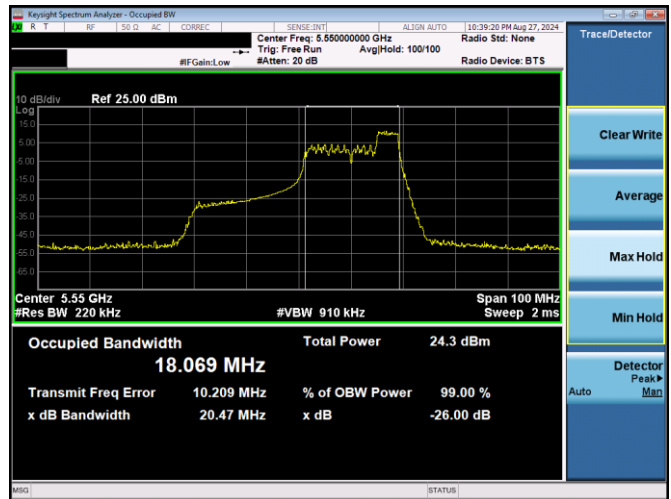 Keysight Spectrum Analyzer - Occupied BW
R T RF 50 Ω AC CORREC SENSE:INT ALIGN AUTO 10:39:20 PM Aug 27, 2024
Center Freq: 5.550000000 GHz Radio Std: None
Trig: Free Run Avg|Hold: 100/100
#IFGain:Low #Atten: 20 dB Radio Device: BTS
Trace/Detector
10 dB/div Ref 25.00 dBm
Log
15.0
5.00
-5.00
-15.0
-25.0
-35.0
-45.0
-55.0
-65.0
Center 5.55 GHz Span 100 MHz
#Res BW 220 kHz #VBW 910 kHz Sweep 2 ms
Occupied Bandwidth Total Power 24.3 dBm
18.069 MHz
Transmit Freq Error 10.209 MHz % of OBW Power 99.00 %
x dB Bandwidth 20.47 MHz x dB -26.00 dB
Clear Write
Average
Max Hold
Min Hold
Detector
Peak▶
Auto Man
MSG STATUS